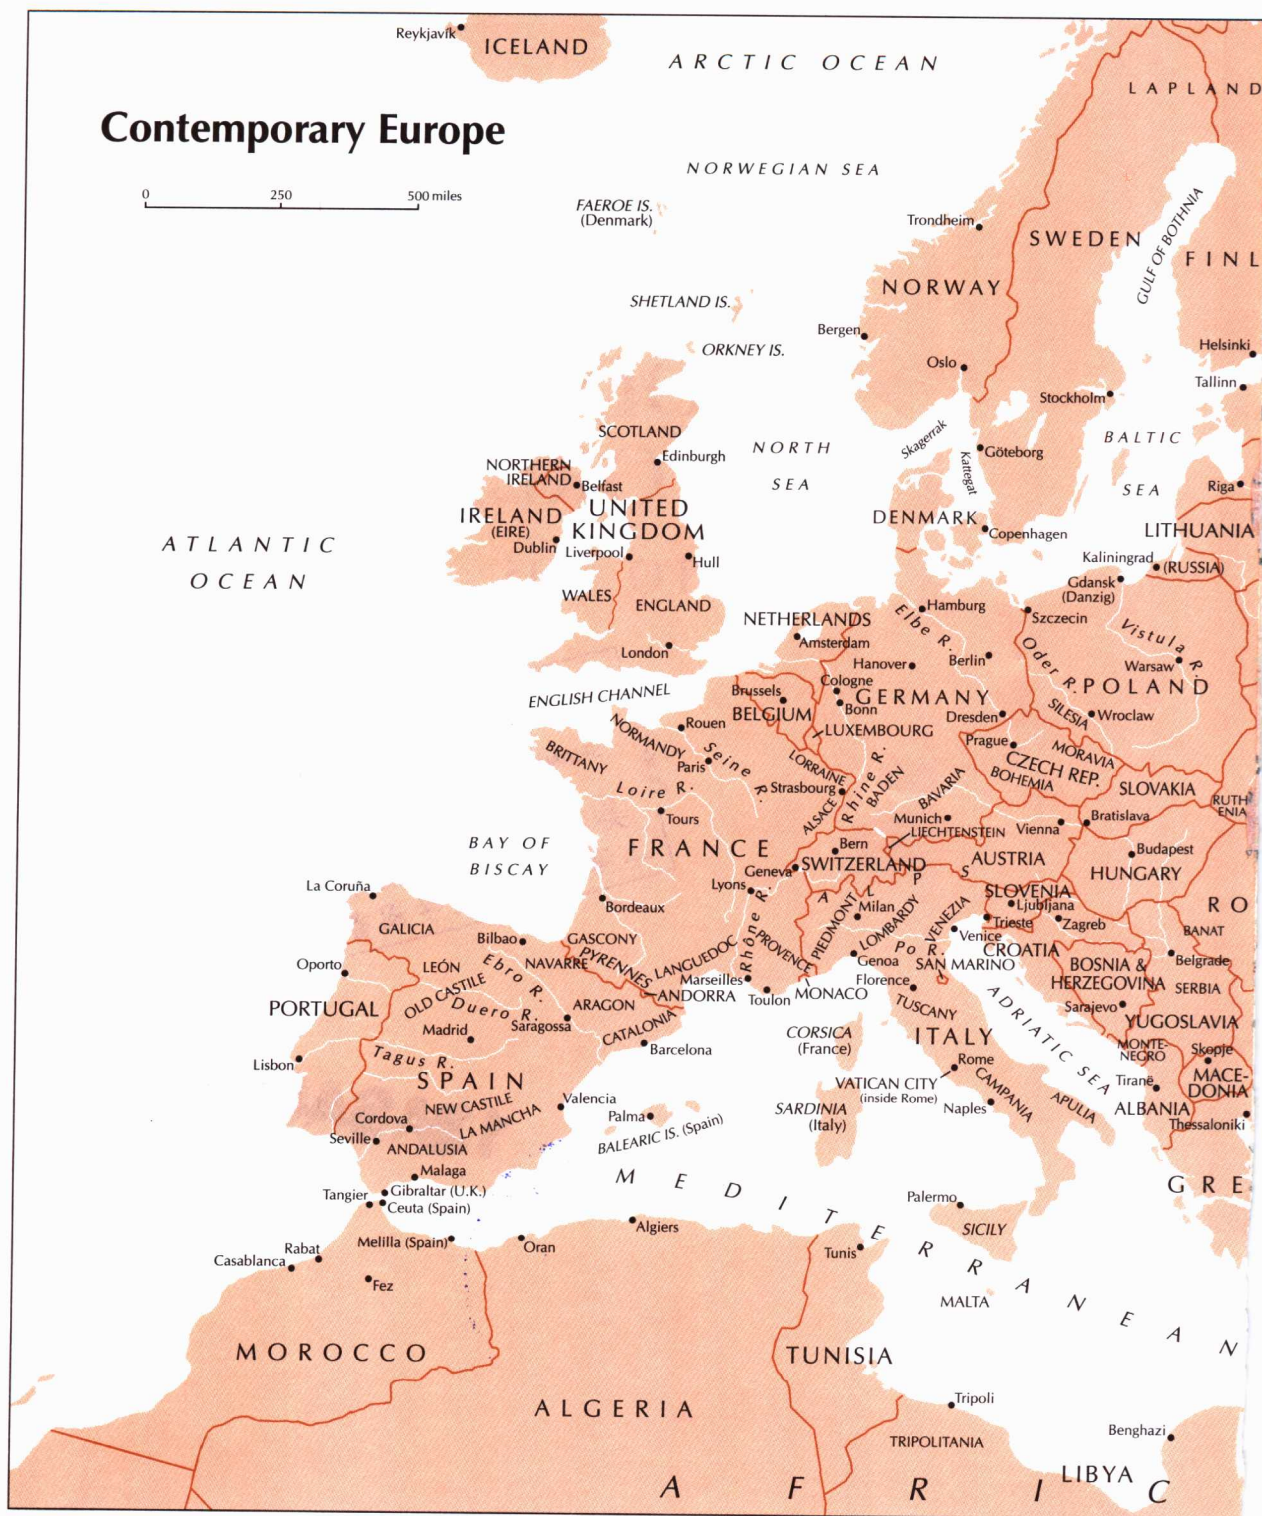 Reykjavík
ICELAND
ARCTIC OCEAN
LAPLAND
Contemporary Europe
0 250 500 miles
NORWEGIAN SEA
FAEROE IS.
(Denmark)
Trondheim
SWEDEN
GULF OF BOTHNIA
FINL
NORWAY
SHETLAND IS.
Bergen
ORKNEY IS.
Oslo
Helsinki
Tallinn
Stockholm
SCOTLAND
Edinburgh
NORTH
SEA
Skagerrak
Kattegat
Göteborg
BALTIC
SEA
Riga
NORTHERN
IRELAND
Belfast
IRELAND
(EIRE)
Dublin
UNITED
KINGDOM
Liverpool
Hull
DENMARK
Copenhagen
LITHUANIA
Kaliningrad
(RUSSIA)
Gdansk
(Danzig)
ATLANTIC
OCEAN
WALES
ENGLAND
London
NETHERLANDS
Amsterdam
Hamburg
Elbe R.
Szczecin
Vistula R.
Hanover
Berlin
Oder R.
Warsaw
POLAND
ENGLISH CHANNEL
Brussels
BELGIUM
Cologne
Bonn
GERMANY
Dresden
SILESIA
Wroclaw
LUXEMBOURG
Rouen
NORMANDY
BRITTANY
Paris
Seine R.
LORRAINE
Strasbourg
ALSACE
Rhine R.
BADEN
BAVARIA
Prague
MORAVIA
CZECH REP.
BOHEMIA
SLOVAKIA
RUTH
ENIA
Loire R.
Tours
Munich
LIECHTENSTEIN
Vienna
Bratislava
BAY OF
BISCAY
FRANCE
Bern
SWITZERLAND
Geneva
AUSTRIA
Budapest
HUNGARY
Lyons
ALPS
SLOVENIA
Ljubljana
RO
La Coruña
Bordeaux
Rhône R.
PIEDMONT
Milan
LOMBARDY
VENEZIA
Trieste
Zagreb
GALICIA
Bilbao
GASCONY
NAVARRE
PYRENNES
LANGUEDOC
PROVENCE
Po R.
Venice
CROATIA
BANAT
Oporto
LEÓN
Ebro R.
Marseilles
Genoa
SAN MARINO
BOSNIA &
HERZEGOVINA
Belgrade
OLD CASTILE
ANDORRA
Toulon
MONACO
Florence
TUSCANY
SERBIA
PORTUGAL
Duero R.
ARAGON
Saragossa
CATALONIA
Sarajevo
Madrid
Barcelona
CORSICA
(France)
ITALY
ADRIATIC SEA
YUGOSLAVIA
MONTE-
NEGRO
Skopje
Lisbon
Tagus R.
SPAIN
Rome
VATICAN CITY
(inside Rome)
Tiranë
MACE-
DONIA
NEW CASTILE
Valencia
Palma
SARDINIA
(Italy)
CAMPANIA
Naples
APULIA
ALBANIA
Thessaloniki
Cordova
LA MANCHA
Seville
ANDALUSIA
BALEARIC IS. (Spain)
Malaga
MEDITERRANEAN
GRE
Tangier
Gibraltar (U.K.)
Ceuta (Spain)
Palermo
SICILY
Algiers
Rabat
Melilla (Spain)
Oran
Tunis
Casablanca
Fez
MALTA
MOROCCO
TUNISIA
ALGERIA
Tripoli
Benghazi
TRIPOLITANIA
LIBYA
AFRIC